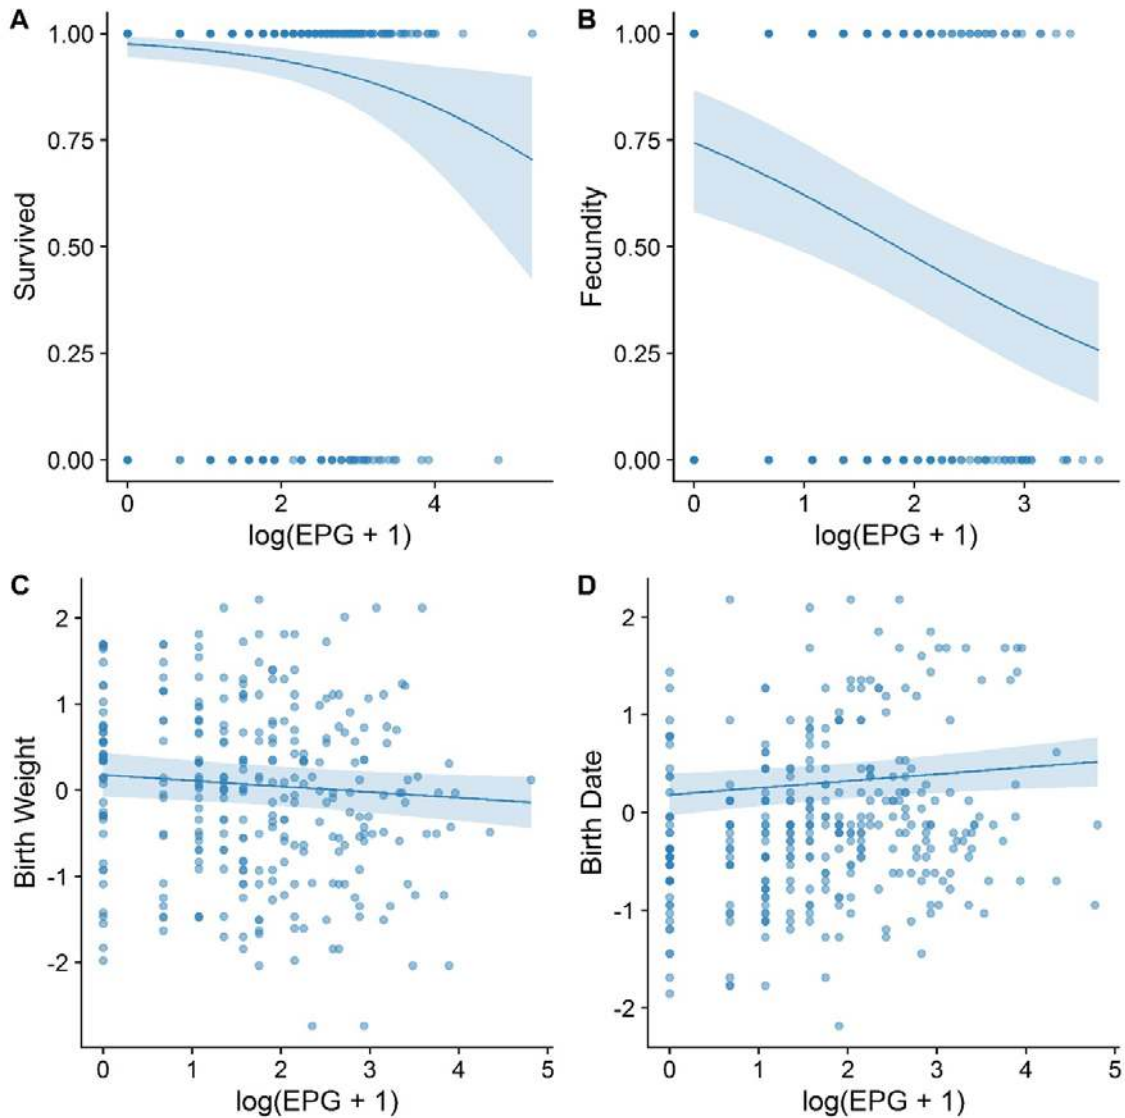 A
1.00
0.75
0.50
0.25
0.00
Survived
0 2 4
log(EPG + 1)
B
1.00
0.75
0.50
0.25
0.00
Fecundity
0 1 2 3
log(EPG + 1)
C
2
1
0
-1
-2
Birth Weight
0 1 2 3 4 5
log(EPG + 1)
D
2
1
0
-1
-2
Birth Date
0 1 2 3 4 5
log(EPG + 1)